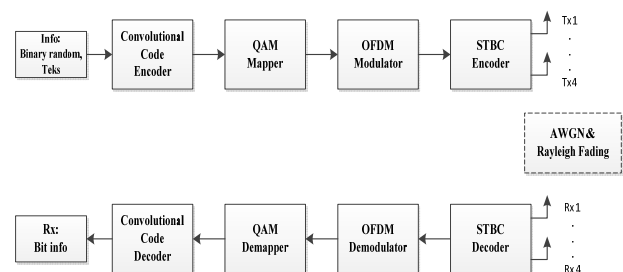 Info:
Binary random,
Teks
Convolutional
Code
Encoder
QAM
Mapper
OFDM
Modulator
STBC
Encoder
Tx1
.
.
.
Tx4
AWGN&
Rayleigh Fading
Rx:
Bit info
Convolutional
Code
Decoder
QAM
Demapper
OFDM
Demodulator
STBC
Decoder
Rx1
.
.
.
Rx4